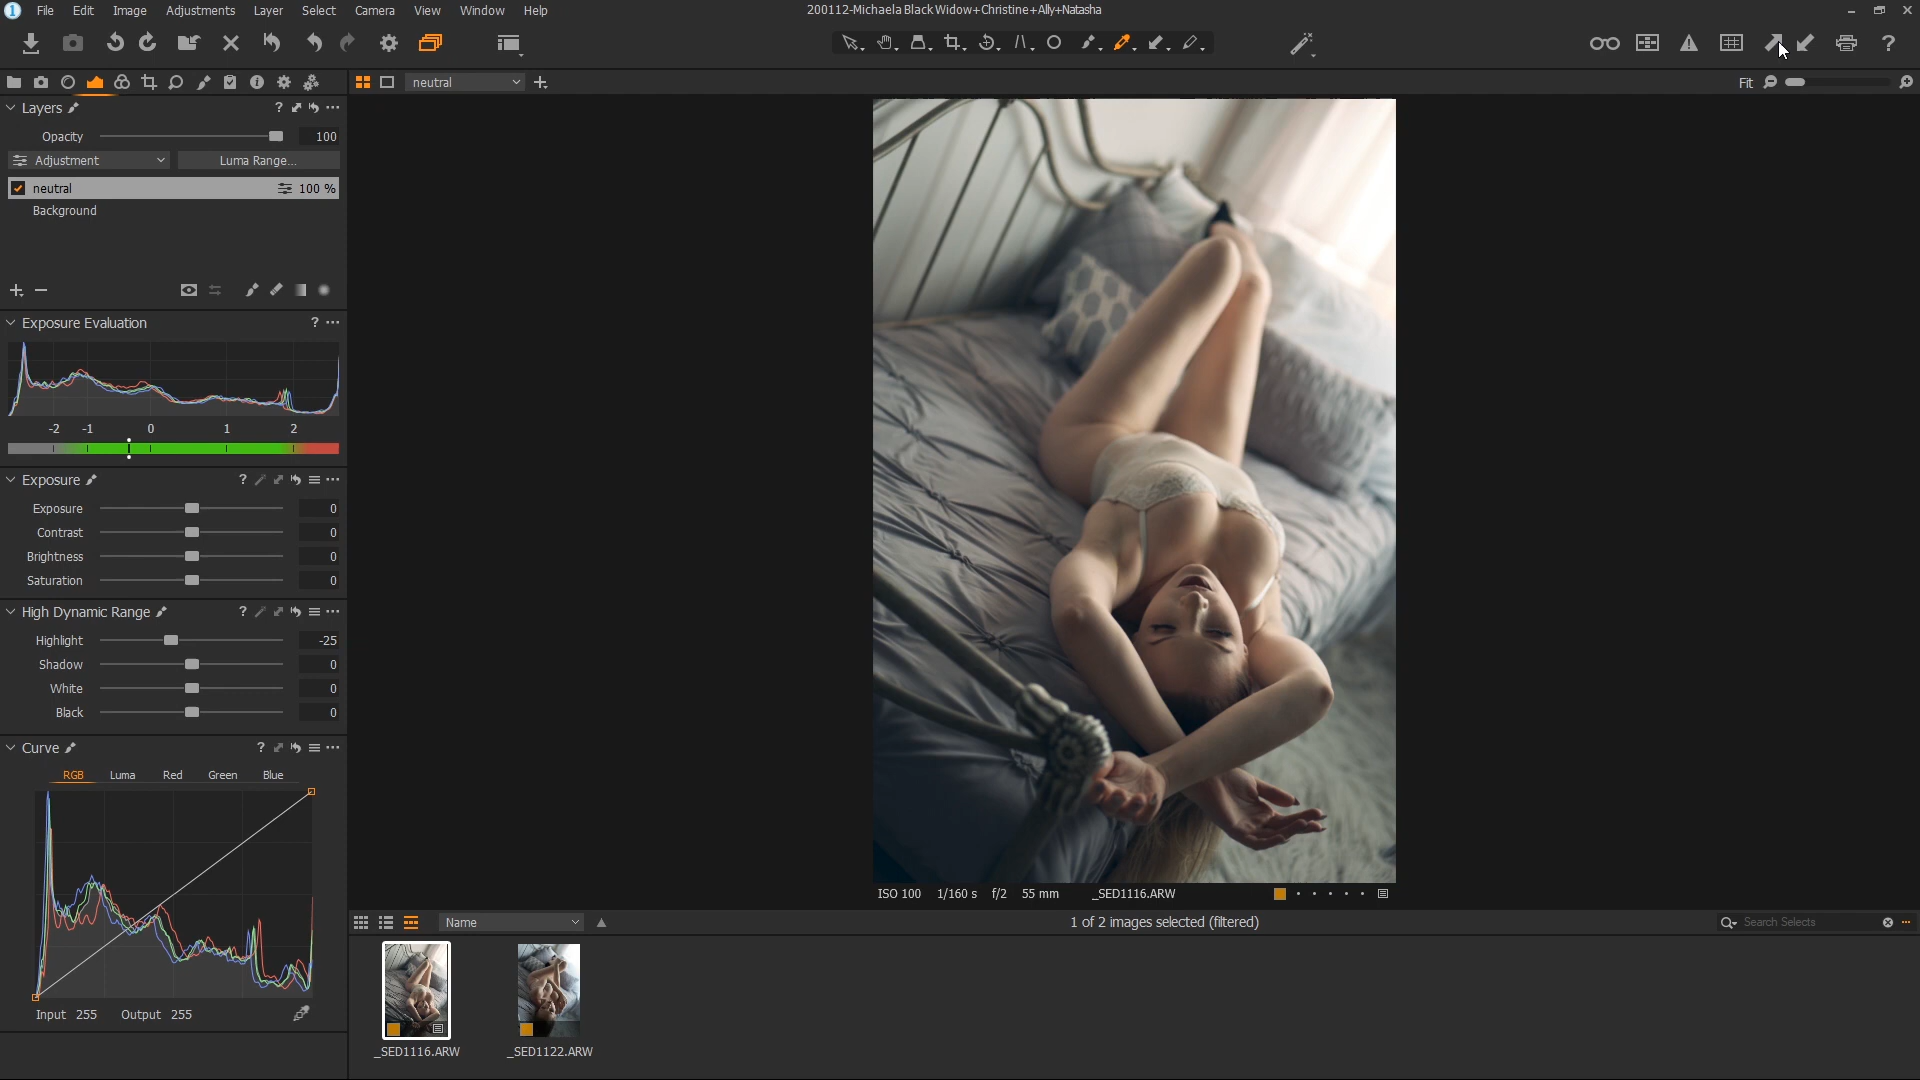 File Edit Image Adjustments Layer Select Camera View Window Help
200112-Michaela Black Widow+Christine+Ally+Natasha
neutral
Fit
Layers
Opacity 100
Adjustment
Luma Range...
neutral 100 %
Background
Exposure Evaluation
-2 -1 0 1 2
Exposure
Exposure 0
Contrast 0
Brightness 0
Saturation 0
High Dynamic Range
Highlight -25
Shadow 0
White 0
Black 0
Curve
RGB Luma Red Green Blue
Input 255 Output 255
ISO 100 1/160 s f/2 55 mm _SED1116.ARW
Name
1 of 2 images selected (filtered)
Search Selects
_SED1116.ARW
_SED1122.ARW